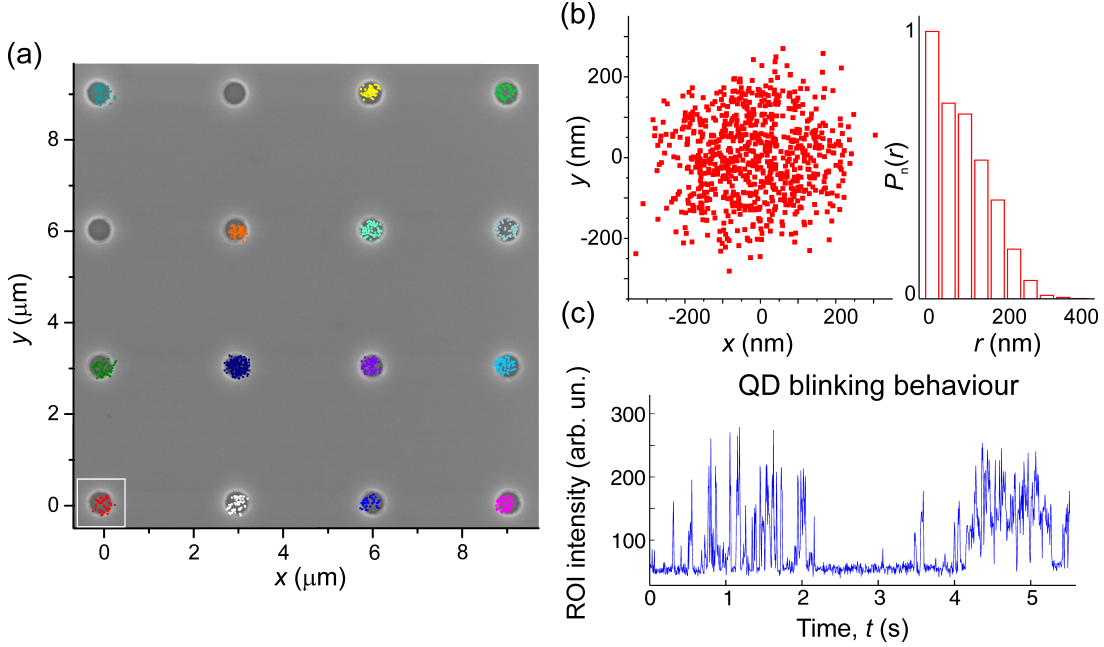 (a)
8
6
4
2
0
y (μm)
0 2 4 6 8
x (μm)
(b)
200
0
-200
y (nm)
-200 0 200
x (nm)
1
0
Pn(r)
0 200 400
r (nm)
(c)
QD blinking behaviour
300
200
100
ROI intensity (arb. un.)
0 1 2 3 4 5
Time, t (s)